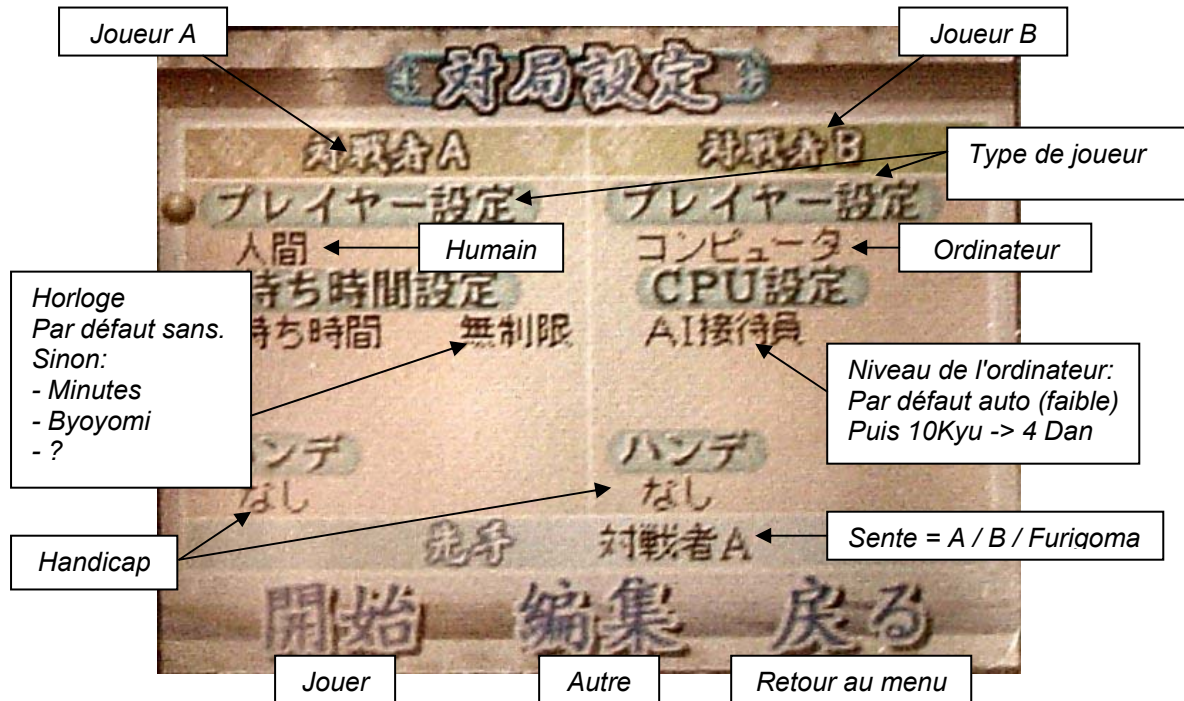 Joueur A
Joueur B
対局設定
対戦者A
対戦者B
Type de joueur
プレイヤー設定
プレイヤー設定
人間
Humain
コンピュータ
Ordinateur
持ち時間設定
CPU設定
持ち時間 無制限
AI接待員
Horloge
Par défaut sans.
Sinon:
- Minutes
- Byoyomi
- ?
Niveau de l'ordinateur:
Par défaut auto (faible)
Puis 10Kyu -> 4 Dan
ハンデ
ハンデ
なし
なし
Handicap
先手
対戦者A
Sente = A / B / Furigoma
開始
編集
戻る
Jouer
Autre
Retour au menu